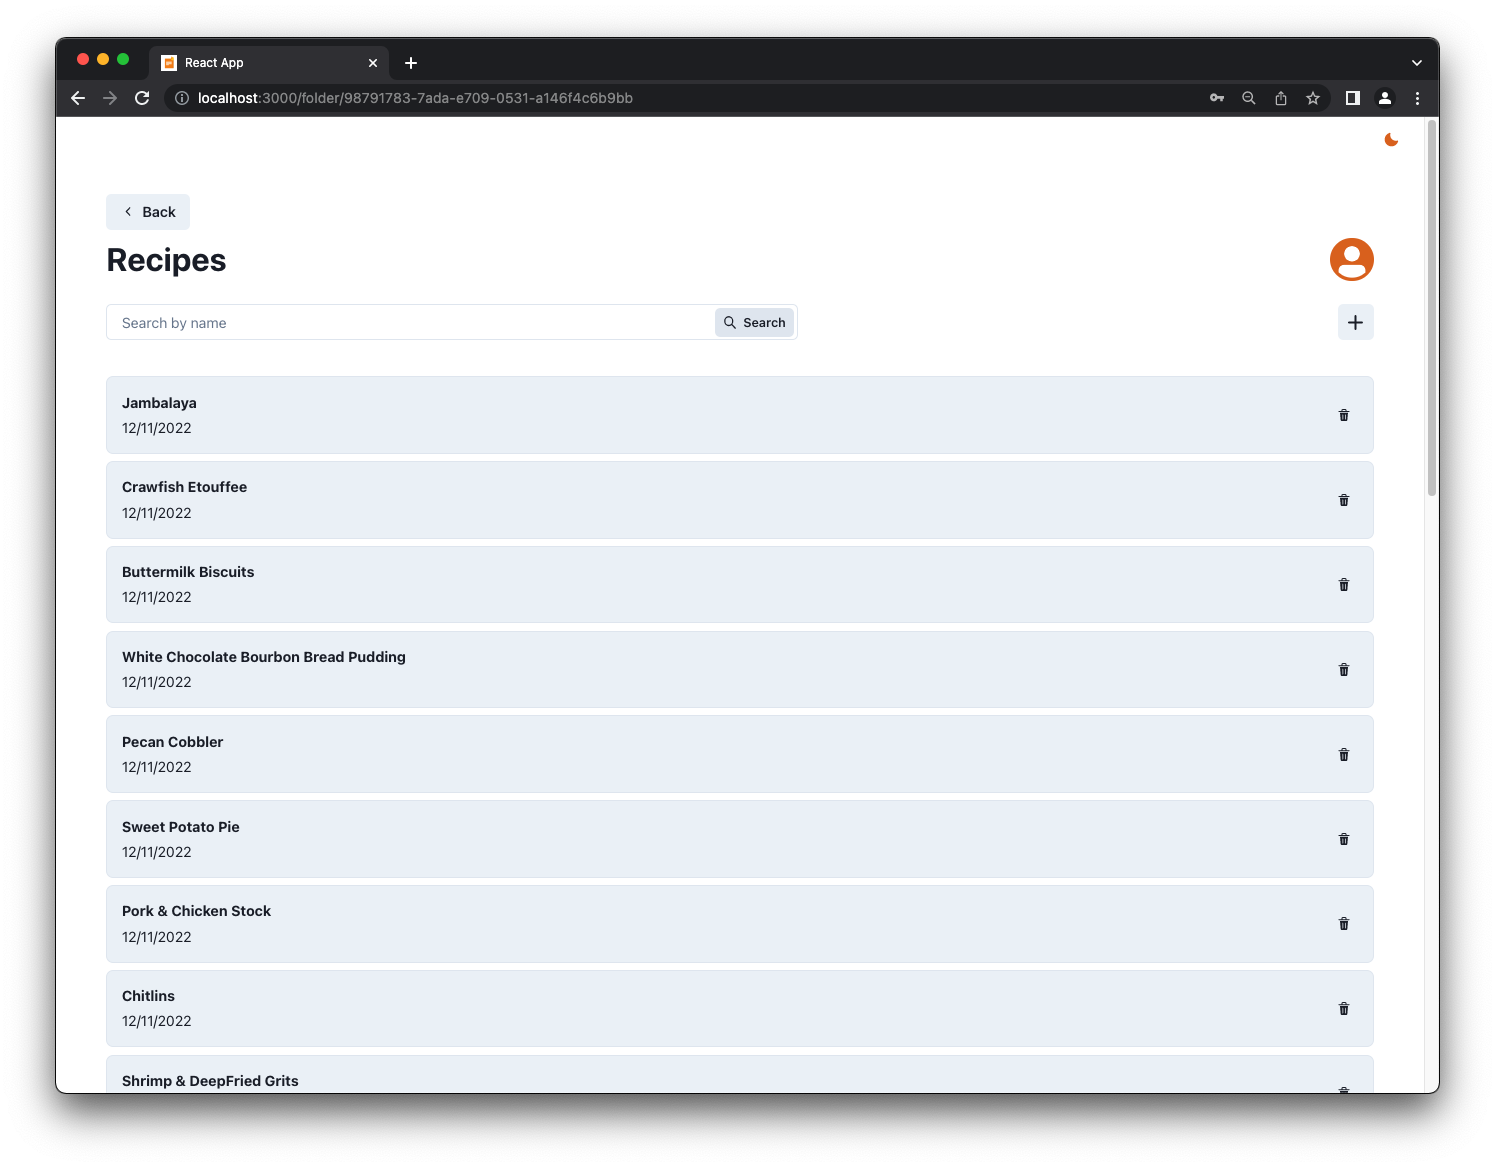 React App
localhost:3000/folder/98791783-7ada-e709-0531-a146f4c6b9bb
Back
Recipes
Search by name
Search
Jambalaya
12/11/2022
Crawfish Etouffee
12/11/2022
Buttermilk Biscuits
12/11/2022
White Chocolate Bourbon Bread Pudding
12/11/2022
Pecan Cobbler
12/11/2022
Sweet Potato Pie
12/11/2022
Pork & Chicken Stock
12/11/2022
Chitlins
12/11/2022
Shrimp & DeepFried Grits